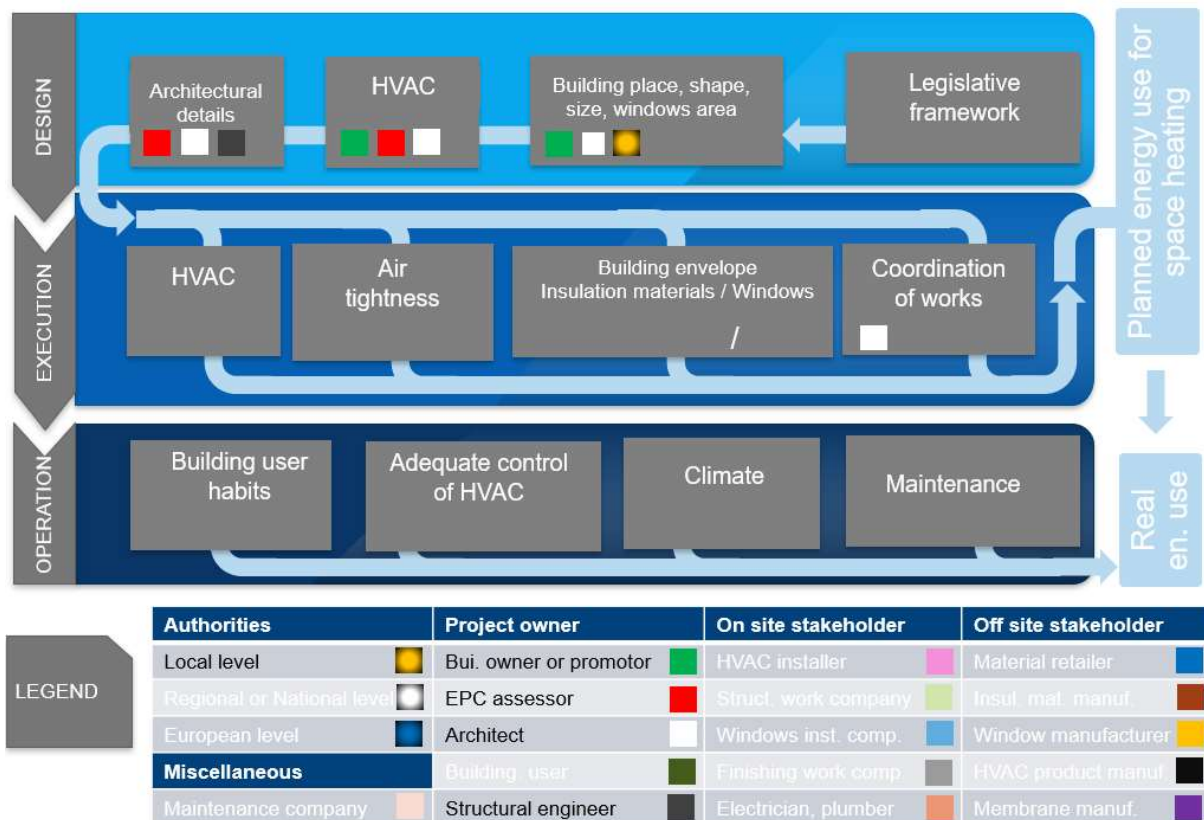 DESIGN
Architectural
details
HVAC
Building place, shape,
size, windows area
Legislative
framework
Planned energy use for
space heating
EXECUTION
HVAC
Air
tightness
Building envelope
Insulation materials / Windows
/
Coordination
of works
OPERATION
Building user
habits
Adequate control
of HVAC
Climate
Maintenance
Real
en. use
LEGEND
Authorities Project owner On site stakeholder Off site stakeholder
Local level Bui. owner or promotor HVAC installer Material retailer
Regional or National level EPC assessor Struct. work company Insul. mat. manuf.
European level Architect Windows inst. comp. Window manufacturer
Miscellaneous Building. user Finishing work comp HVAC product manuf.
Maintenance company Structural engineer Electrician, plumber Membrane manuf.